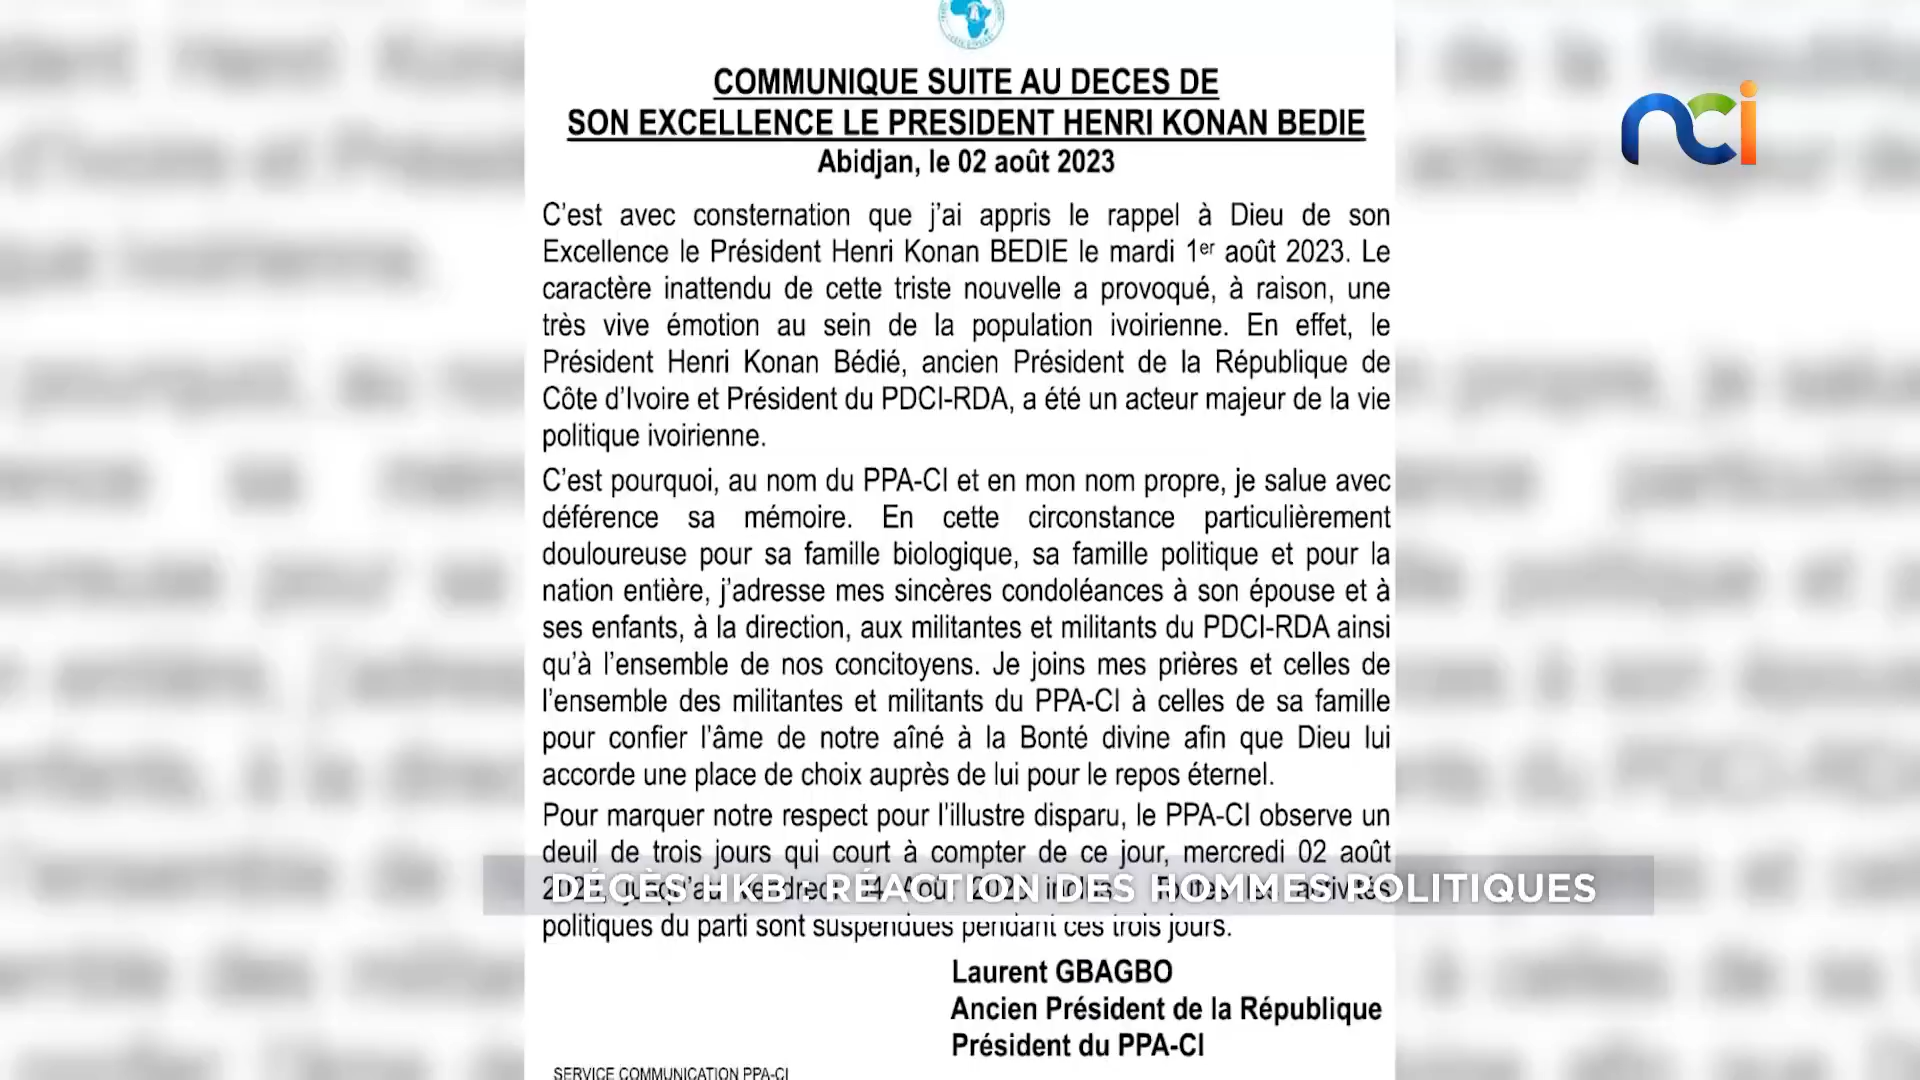 COMMUNIQUE SUITE AU DECES DE
SON EXCELLENCE LE PRESIDENT HENRI KONAN BEDIE
Abidjan, le 02 août 2023
nci
C’est avec consternation que j’ai appris le rappel à Dieu de son
Excellence le Président Henri Konan BEDIE le mardi 1er août 2023. Le
caractère inattendu de cette triste nouvelle a provoqué, à raison, une
très vive émotion au sein de la population ivoirienne. En effet, le
Président Henri Konan Bédié, ancien Président de la République de
Côte d’Ivoire et Président du PDCI-RDA, a été un acteur majeur de la vie
politique ivoirienne.
C’est pourquoi, au nom du PPA-CI et en mon nom propre, je salue avec
déférence sa mémoire. En cette circonstance particulièrement
douloureuse pour sa famille biologique, sa famille politique et pour la
nation entière, j’adresse mes sincères condoléances à son épouse et à
ses enfants, à la direction, aux militantes et militants du PDCI-RDA ainsi
qu’à l’ensemble de nos concitoyens. Je joins mes prières et celles de
l’ensemble des militantes et militants du PPA-CI à celles de sa famille
pour confier l’âme de notre aîné à la Bonté divine afin que Dieu lui
accorde une place de choix auprès de lui pour le repos éternel.
Pour marquer notre respect pour l’illustre disparu, le PPA-CI observe un
deuil de trois jours qui court à compter de ce jour, mercredi 02 août
DÉCÈS HKB : RÉACTION DES HOMMES POLITIQUES
politiques du parti sont suspendues pendant ces trois jours.
Laurent GBAGBO
Ancien Président de la République
Président du PPA-CI
SERVICE COMMUNICATION PPA-CI